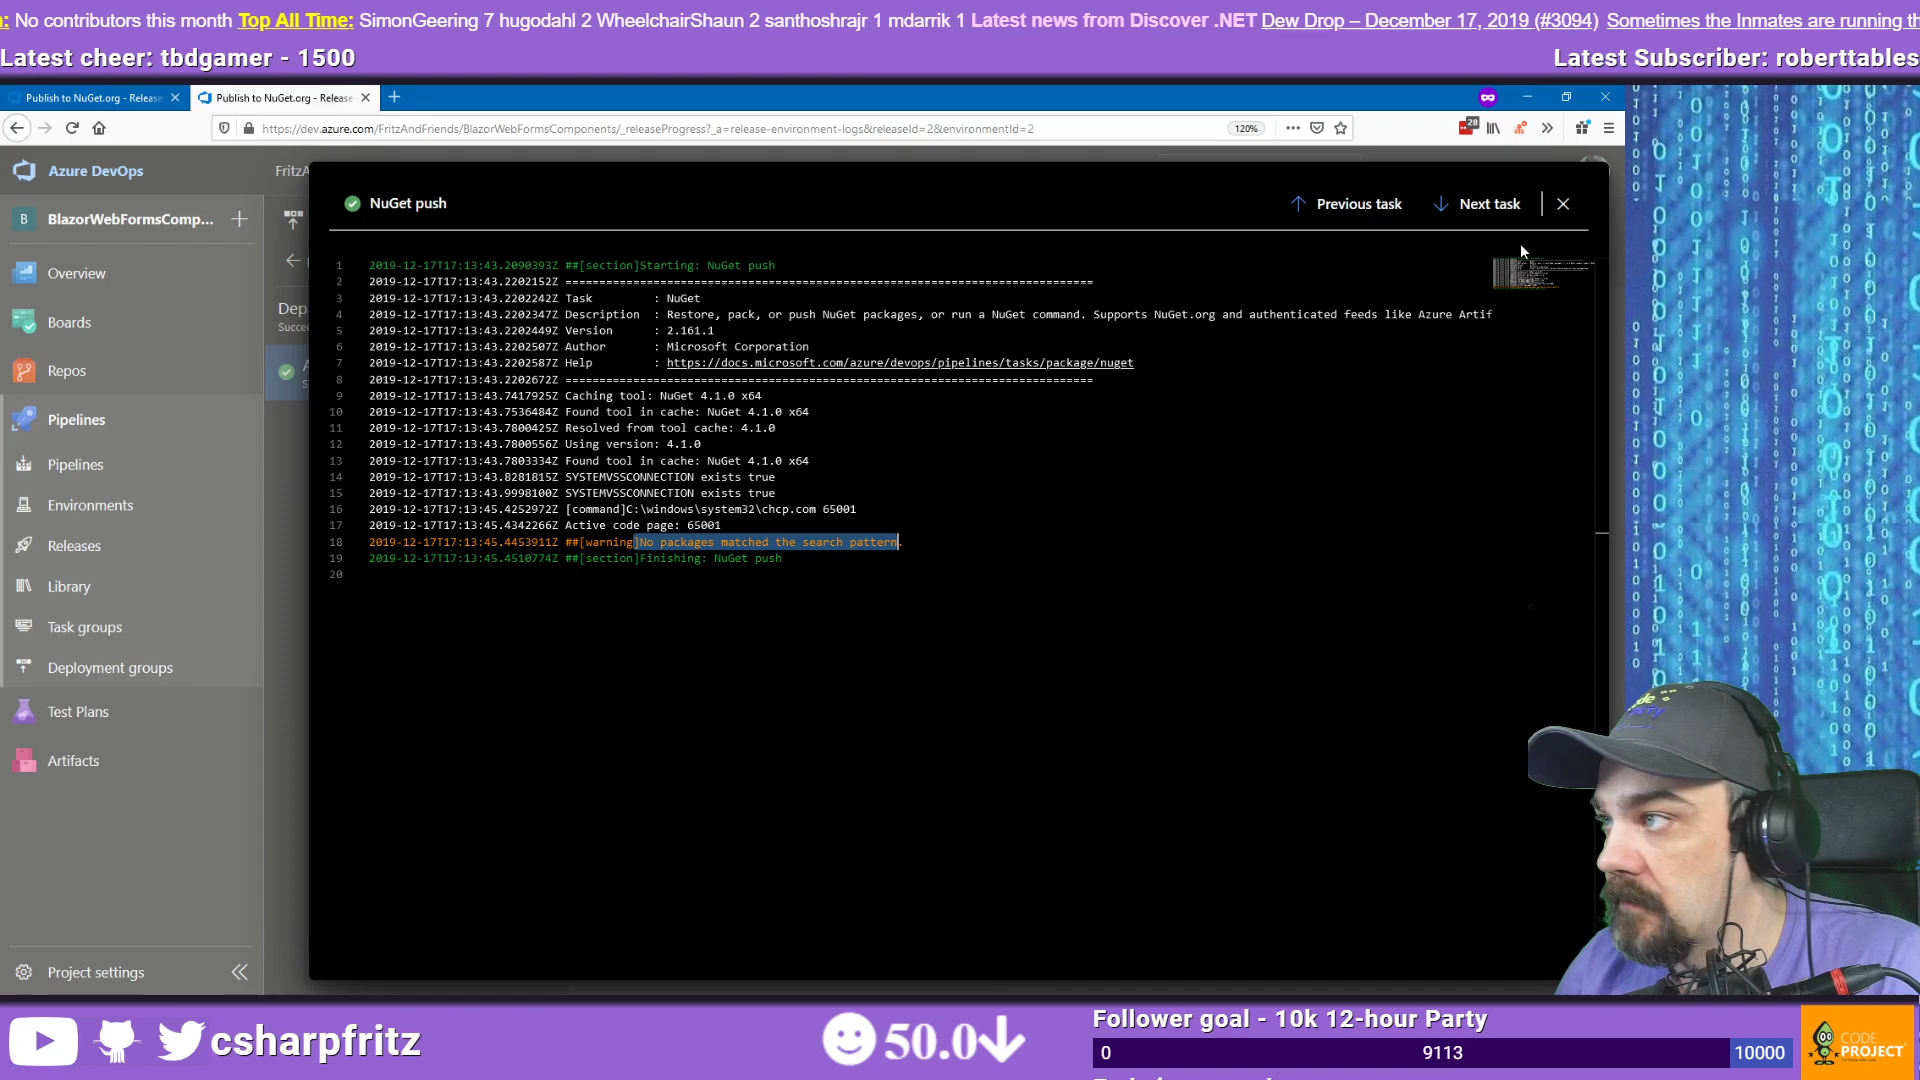 : No contributors this month Top All Time: SimonGeering 7 hugodahl 2 WheelchairShaun 2 santhoshrajr 1 mdarrik 1 Latest news from Discover .NET Dew Drop – December 17, 2019 (#3094) Sometimes the Inmates are running th
Latest cheer: tbdgamer - 1500
Latest Subscriber: roberttables
Publish to NuGet.org - Release
Publish to NuGet.org - Release
https://dev.azure.com/FritzAndFriends/BlazorWebFormsComponents/_releaseProgress?_a=release-environment-logs&releaseId=2&environmentId=2
120%
28
Azure DevOps
FritzA
B BlazorWebFormsComp...
Overview
Boards
Repos
Pipelines
Pipelines
Environments
Releases
Library
Task groups
Deployment groups
Test Plans
Artifacts
Project settings
Dep
Succe
NuGet push
Previous task
Next task
1 2019-12-17T17:13:43.2090393Z ##[section]Starting: NuGet push
2 2019-12-17T17:13:43.2202152Z ==============================================================================
3 2019-12-17T17:13:43.2202242Z Task : NuGet
4 2019-12-17T17:13:43.2202347Z Description : Restore, pack, or push NuGet packages, or run a NuGet command. Supports NuGet.org and authenticated feeds like Azure Artif
5 2019-12-17T17:13:43.2202449Z Version : 2.161.1
6 2019-12-17T17:13:43.2202507Z Author : Microsoft Corporation
7 2019-12-17T17:13:43.2202587Z Help : https://docs.microsoft.com/azure/devops/pipelines/tasks/package/nuget
8 2019-12-17T17:13:43.2202672Z ==============================================================================
9 2019-12-17T17:13:43.7417925Z Caching tool: NuGet 4.1.0 x64
10 2019-12-17T17:13:43.7536484Z Found tool in cache: NuGet 4.1.0 x64
11 2019-12-17T17:13:43.7800425Z Resolved from tool cache: 4.1.0
12 2019-12-17T17:13:43.7800556Z Using version: 4.1.0
13 2019-12-17T17:13:43.7803334Z Found tool in cache: NuGet 4.1.0 x64
14 2019-12-17T17:13:43.8281815Z SYSTEMVSSCONNECTION exists true
15 2019-12-17T17:13:43.9998100Z SYSTEMVSSCONNECTION exists true
16 2019-12-17T17:13:45.4252972Z [command]C:\windows\system32\chcp.com 65001
17 2019-12-17T17:13:45.4342266Z Active code page: 65001
18 2019-12-17T17:13:45.4453911Z ##[warning]No packages matched the search pattern.
19 2019-12-17T17:13:45.4510774Z ##[section]Finishing: NuGet push
20
csharpfritz
50.0
Follower goal - 10k 12-hour Party
0 9113 10000
CODE PROJECT